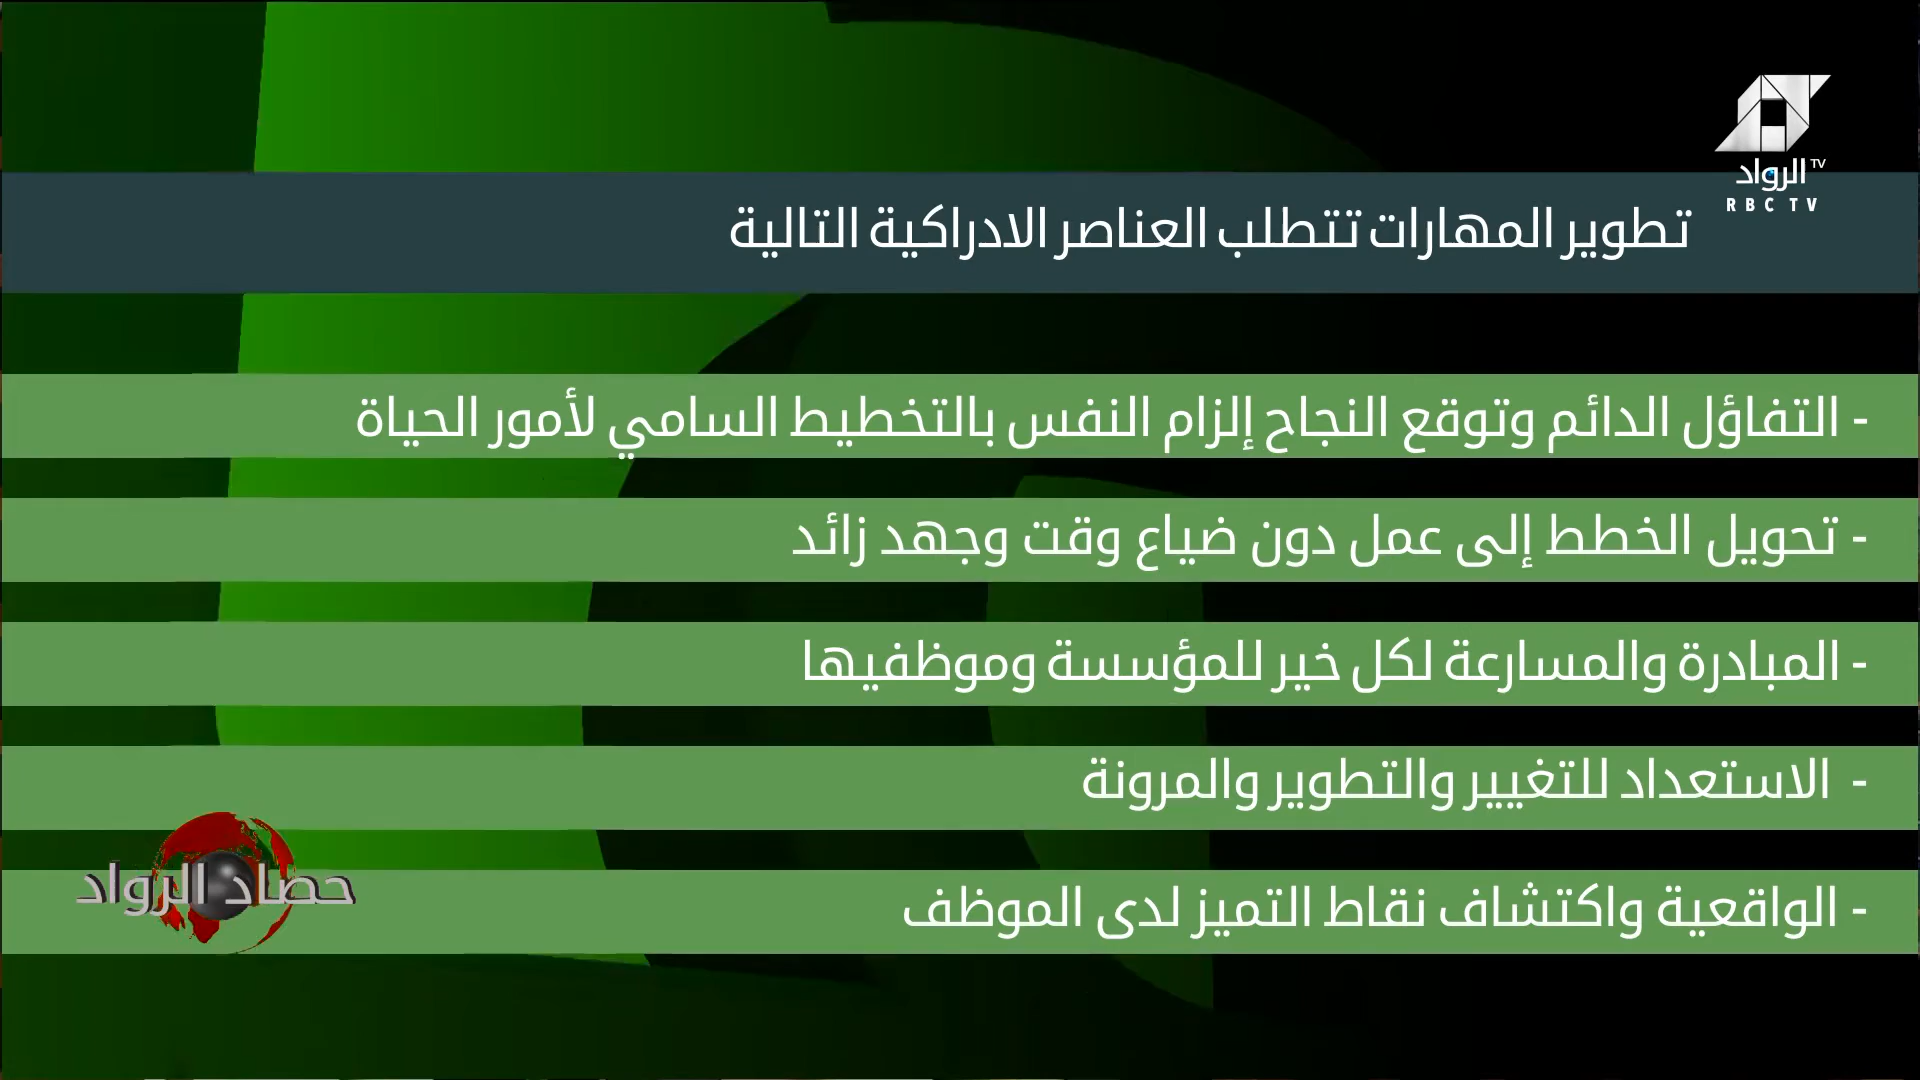 الرواد TV
RBC TV
تطوير المهارات تتطلب العناصر الادراكية التالية
- التفاؤل الدائم وتوقع النجاح إلزام النفس بالتخطيط السامي لأمور الحياة
- تحويل الخطط إلى عمل دون ضياع وقت وجهد زائد
- المبادرة والمسارعة لكل خير للمؤسسة وموظفيها
- الاستعداد للتغيير والتطوير والمرونة
- الواقعية واكتشاف نقاط التميز لدى الموظف
حصاد الرواد